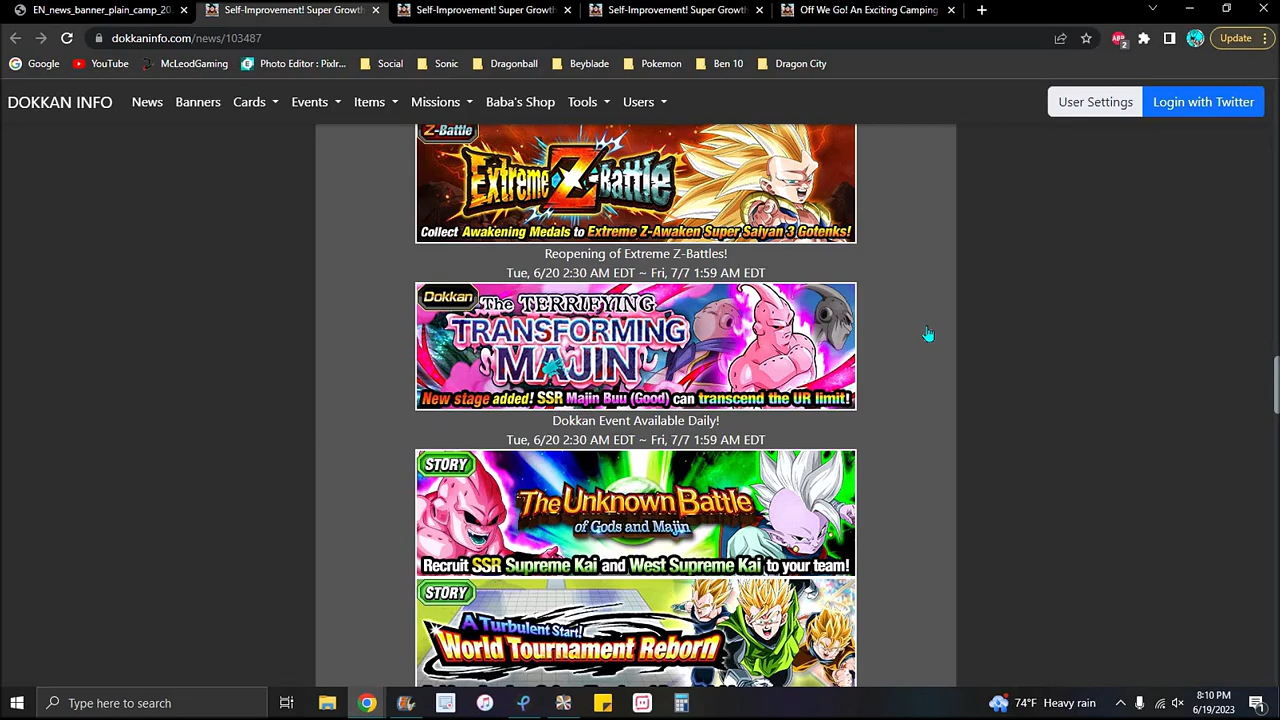 EN_news_banner_plain_camp_20.
Self-Improvement! Super Growth
Self-Improvement! Super Growth
Self-Improvement! Super Growth
Off We Go! An Exciting Camping
dokkaninfo.com/news/103487
2
Update
Google
YouTube
McLeodGaming
Photo Editor : Pixlr...
Social
Sonic
Dragonball
Beyblade
Pokemon
Ben 10
Dragon City
DOKKAN INFO
News
Banners
Cards
Events
Items
Missions
Baba's Shop
Tools
Users
User Settings
Login with Twitter
Z-Battle
Extreme Z-Battle
Collect Awakening Medals to Extreme Z-Awaken Super Saiyan 3 Gotenks!
Reopening of Extreme Z-Battles!
Tue, 6/20 2:30 AM EDT ~ Fri, 7/7 1:59 AM EDT
Dokkan
The TERRIFYING
TRANSFORMING
MAJIN
New stage added! SSR Majin Buu (Good) can transcend the UR limit!
Dokkan Event Available Daily!
Tue, 6/20 2:30 AM EDT ~ Fri, 7/7 1:59 AM EDT
STORY
The Unknown Battle
of Gods and Majin
Recruit SSR Supreme Kai and West Supreme Kai to your team!
STORY
A Turbulent Start!
World Tournament Reborn
Type here to search
74°F Heavy rain
8:10 PM
6/19/2023